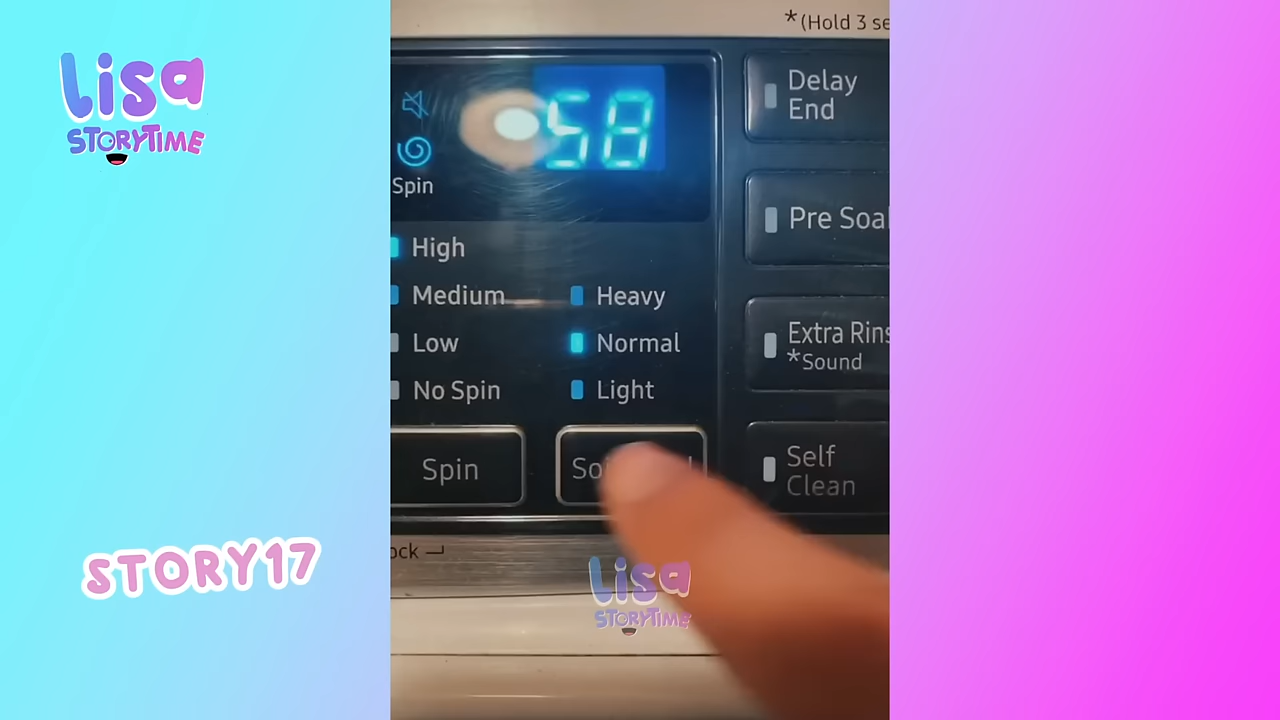 Lisa
STORYTIME
STORY17
*(Hold 3 se
58
Spin
High
Medium
Low
No Spin
Heavy
Normal
Light
Spin
Delay
End
Pre Soa
Extra Rins
*Sound
Self
Clean
ock
Lisa
STORYTIME